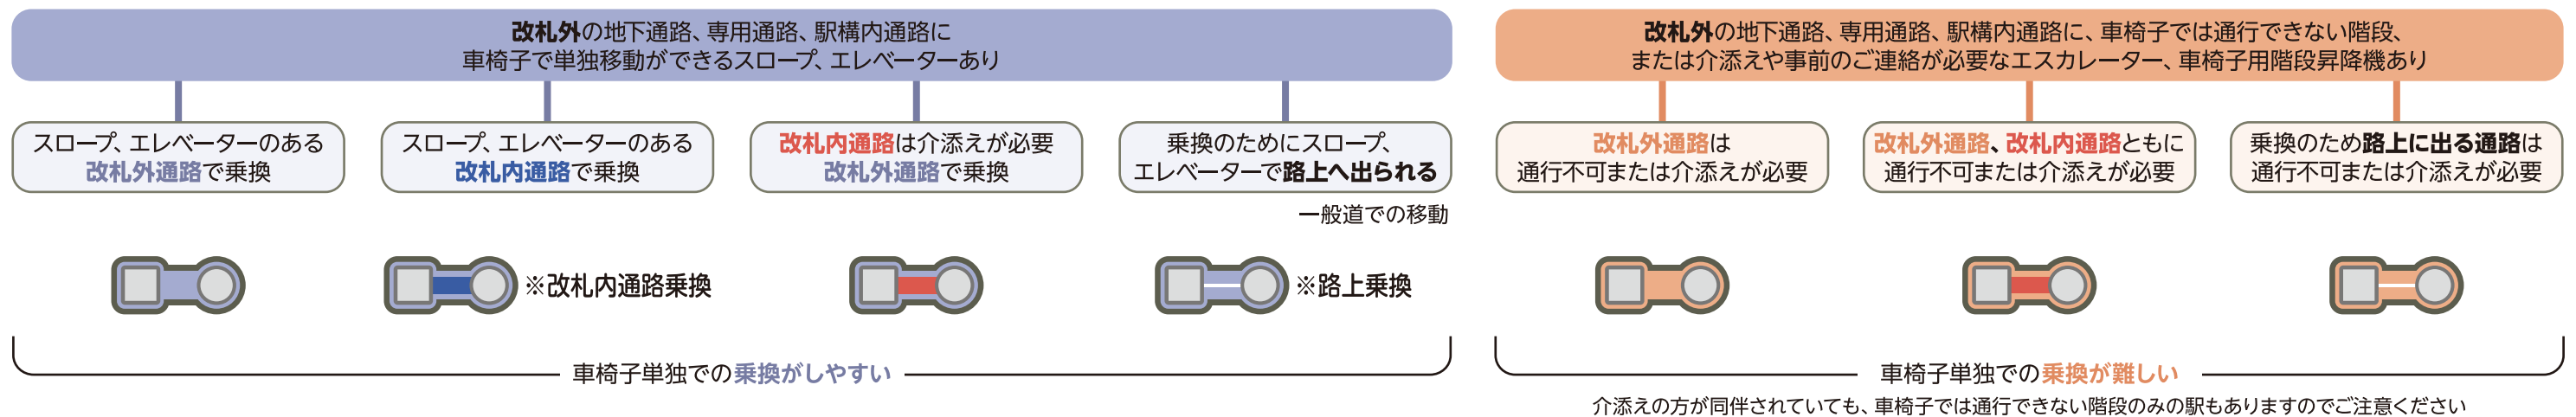 改札外の地下通路、専用通路、駅構内通路に
車椅子で単独移動ができるスロープ、エレベーターあり
スロープ、エレベーターのある
改札外通路で乗換
スロープ、エレベーターのある
改札内通路で乗換
改札内通路は介添えが必要
改札外通路で乗換
乗換のためにスロープ、
エレベーターで路上へ出られる
一般道での移動
※改札内通路乗換
※路上乗換
車椅子単独での乗換がしやすい
改札外の地下通路、専用通路、駅構内通路に、車椅子では通行できない階段、
または介添えや事前のご連絡が必要なエスカレーター、車椅子用階段昇降機あり
改札外通路は
通行不可または介添えが必要
改札外通路、改札内通路ともに
通行不可または介添えが必要
乗換のため路上に出る通路は
通行不可または介添えが必要
車椅子単独での乗換が難しい
介添えの方が同伴されていても、車椅子では通行できない階段のみの駅もありますのでご注意ください